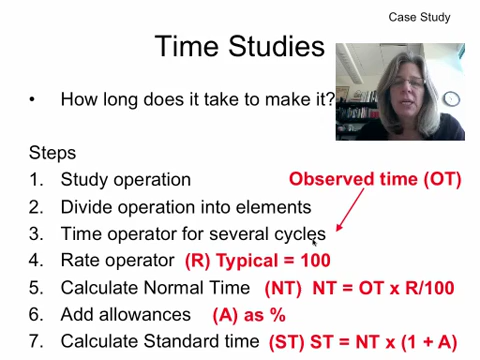 Case Study
Time Studies
• How long does it take to make it?
Steps
1. Study operation
Observed time (OT)
2. Divide operation into elements
3. Time operator for several cycles
4. Rate operator (R) Typical = 100
5. Calculate Normal Time (NT) NT = OT x R/100
6. Add allowances (A) as %
7. Calculate Standard time (ST) ST = NT x (1 + A)